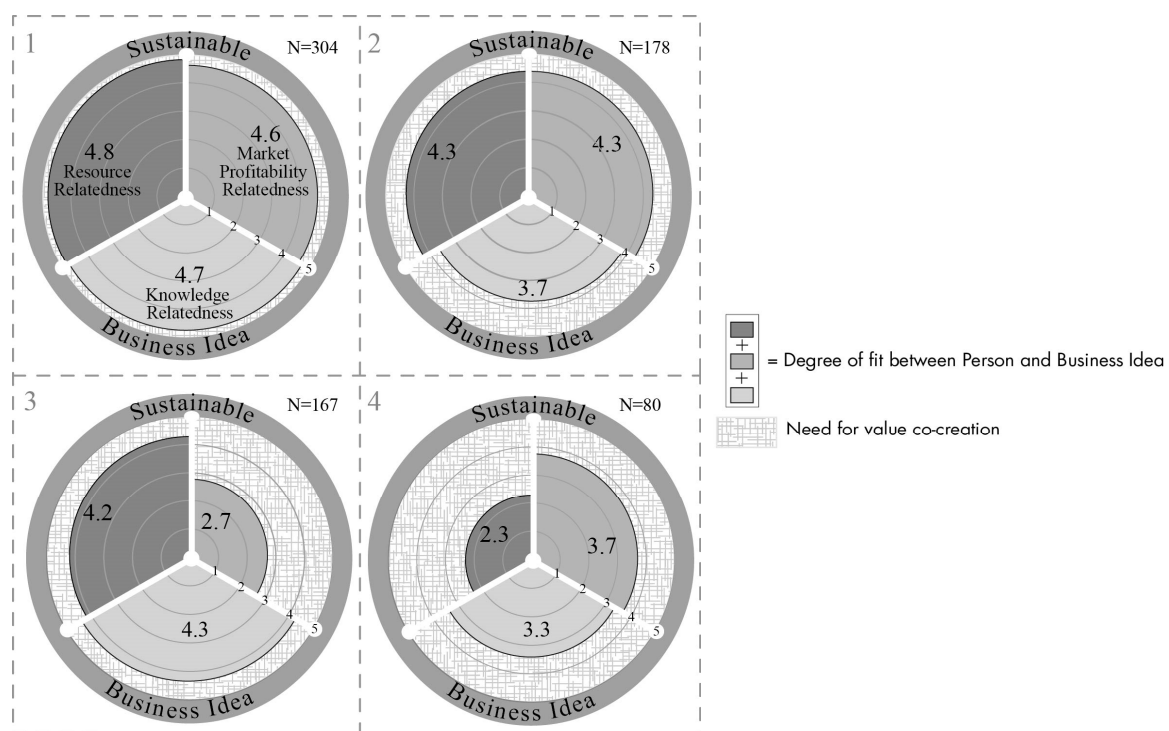 1
Sustainable
N=304
4.8
Resource
Relatedness
4.6
Market
Profitability
Relatedness
1
2
3
4
5
4.7
Knowledge
Relatedness
Business Idea
2
Sustainable
N=178
4.3
4.3
1
2
3
4
5
3.7
Business Idea
3
Sustainable
N=167
4.2
2.7
1
2
3
4
5
4.3
Business Idea
4
Sustainable
N=80
2.3
3.7
1
2
3
4
5
3.3
Business Idea
+
+
= Degree of fit between Person and Business Idea
Need for value co-creation